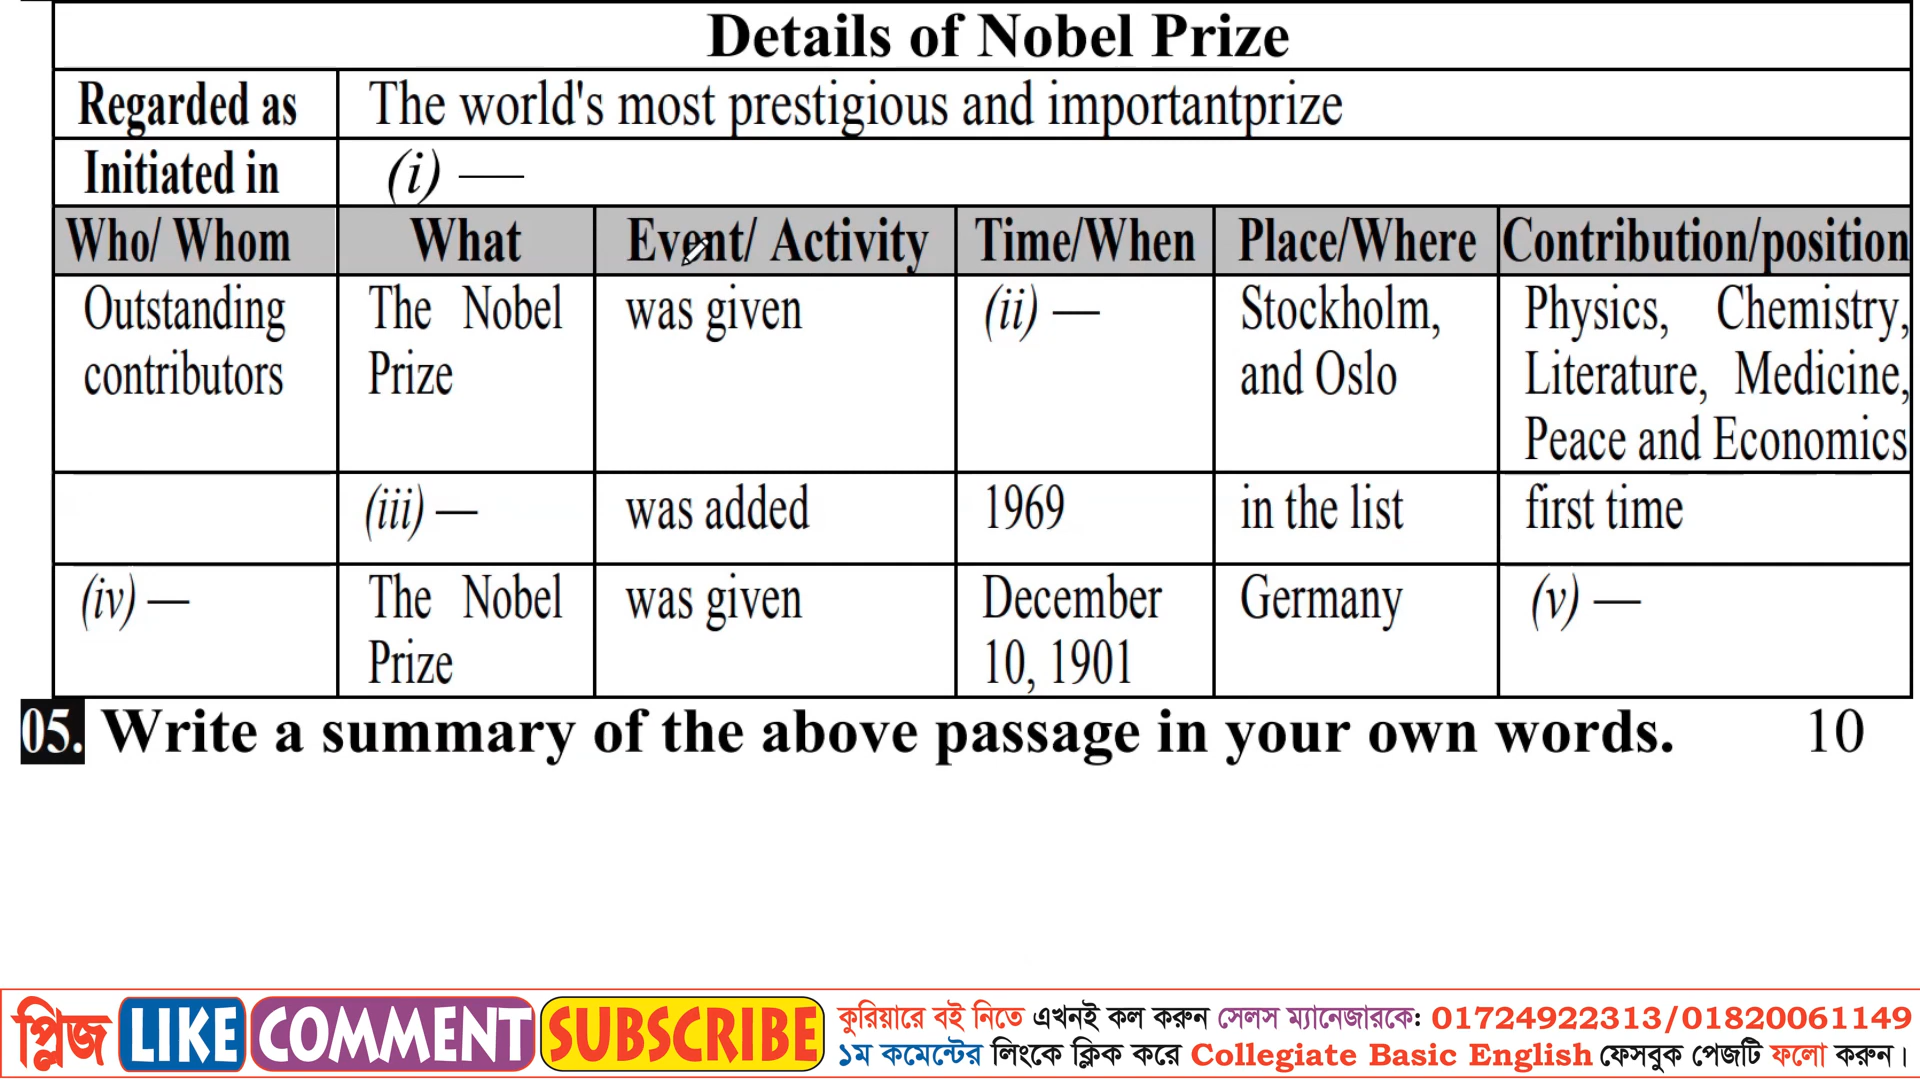 Details of Nobel Prize
Regarded as The world's most prestigious and importantprize
Initiated in (i) —
Who/ Whom What Event/ Activity Time/When Place/Where Contribution/position
Outstanding The Nobel was given (ii) — Stockholm, Physics, Chemistry,
contributors Prize and Oslo Literature, Medicine,
Peace and Economics
(iii) — was added 1969 in the list first time
(iv) — The Nobel was given December Germany (v) —
Prize 10, 1901
05. Write a summary of the above passage in your own words. 10
প্লিজ LIKE COMMENT SUBSCRIBE কুরিয়ারে বই নিতে এখনই কল করুন সেলস ম্যানেজারকে: 01724922313/01820061149
১ম কমেন্টের লিংকে ক্লিক করে Collegiate Basic English ফেসবুক পেজটি ফলো করুন।